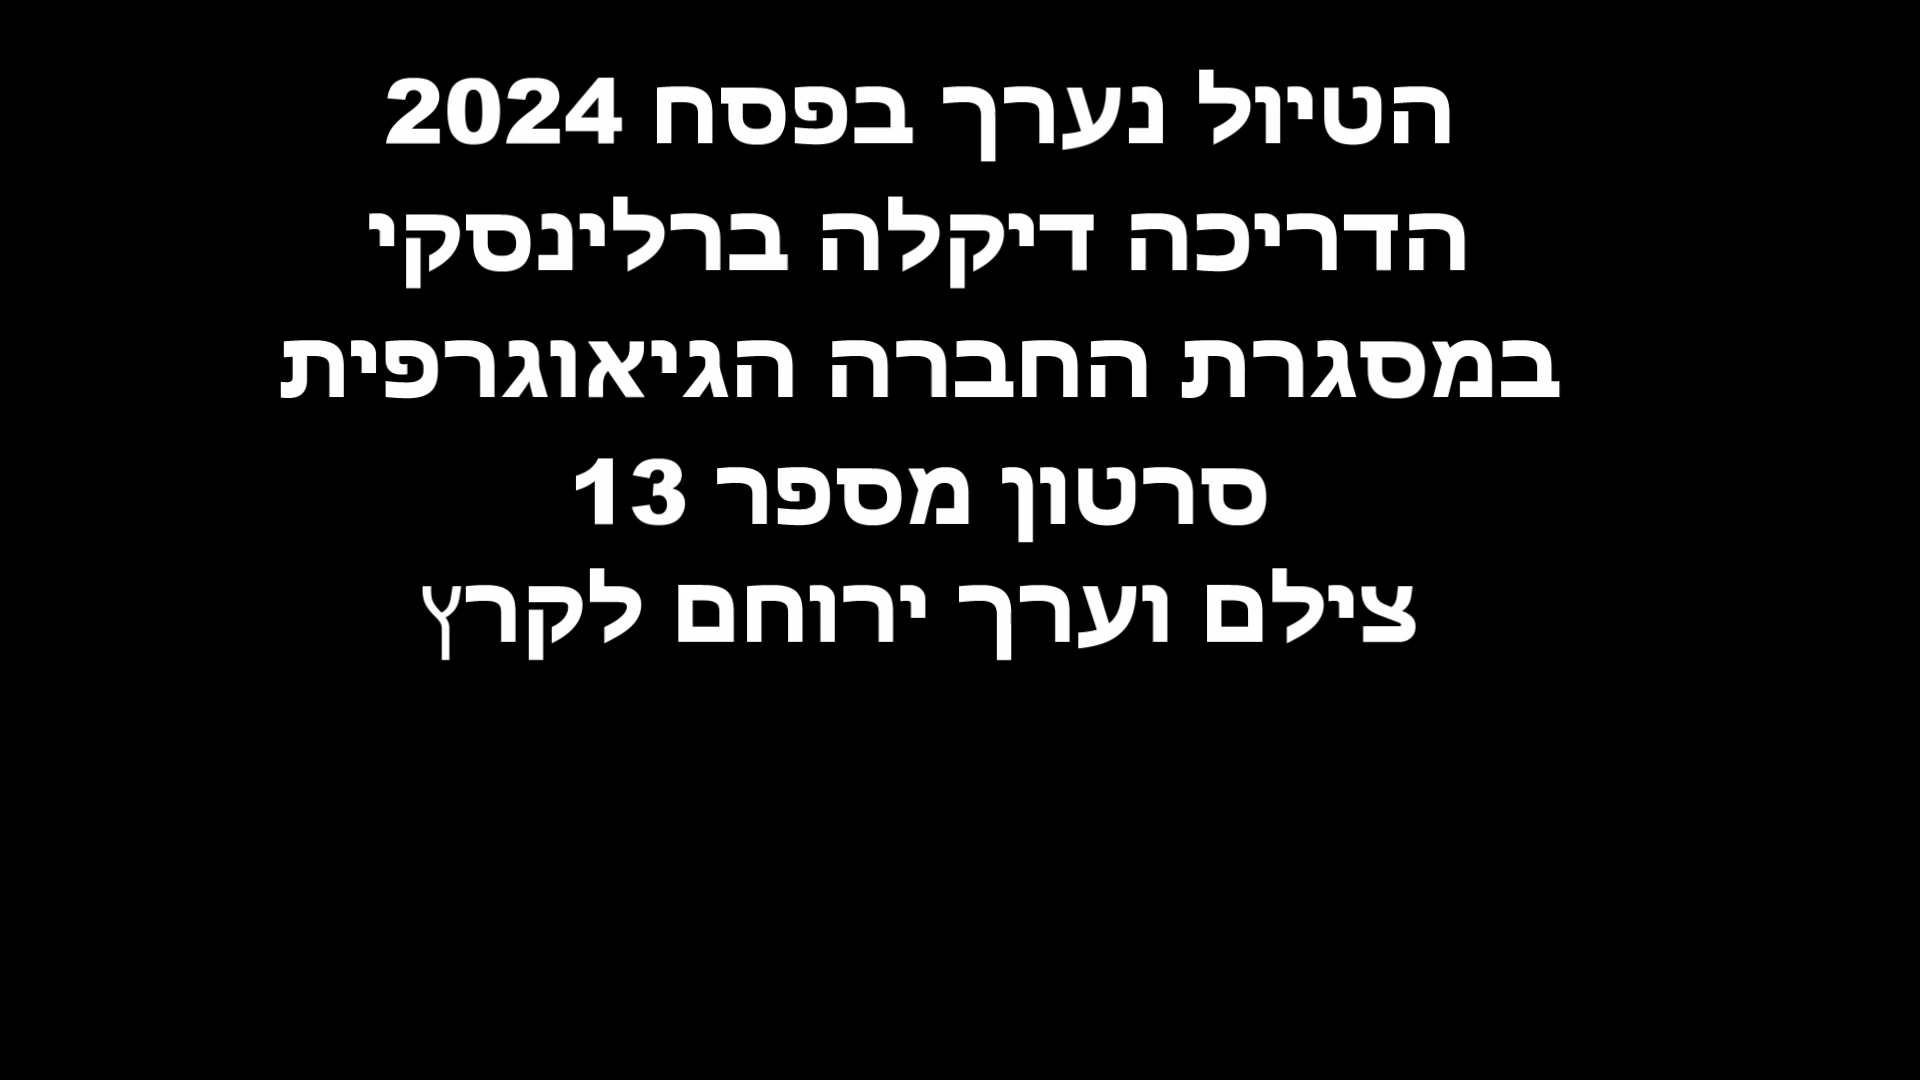 הטיול נערך בפסח 2024
הדריכה דיקלה ברלינסקי
במסגרת החברה הגיאוגרפית
סרטון מספר 13
צילם וערך ירוחם לקרץ